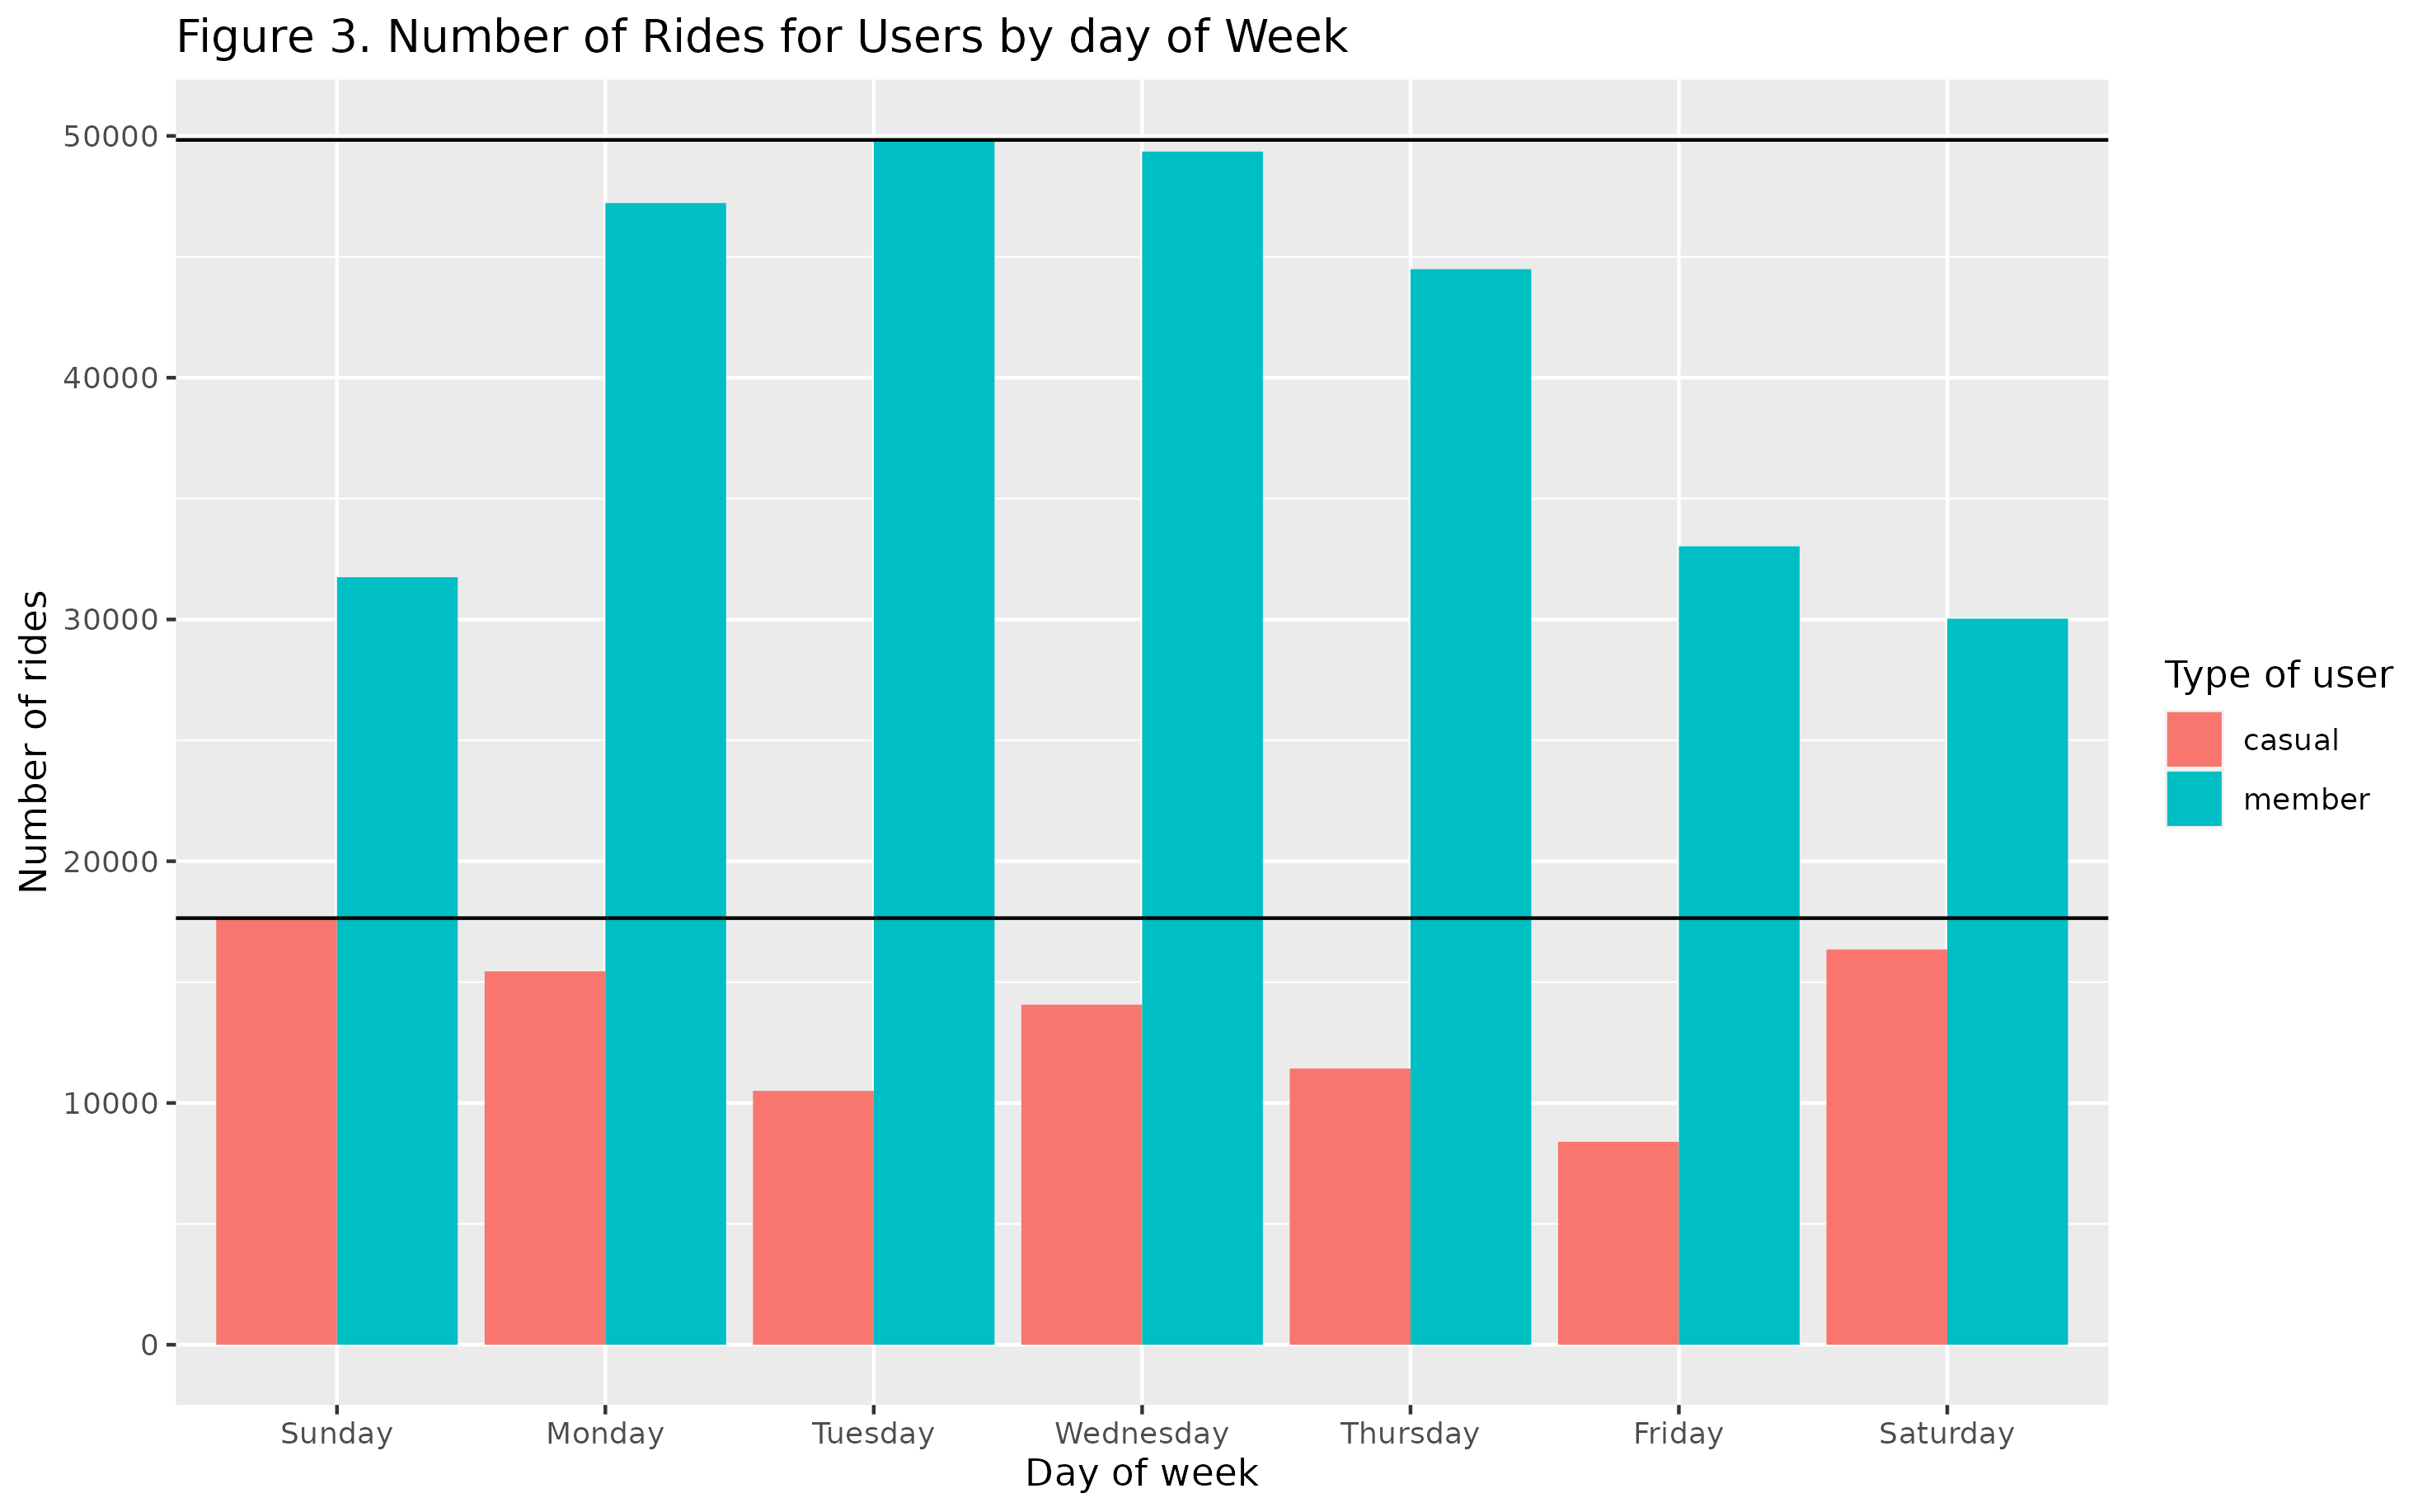 Figure 3. Number of Rides for Users by day of Week
Number of rides
50000
40000
30000
20000
10000
0
Sunday Monday Tuesday Wednesday Thursday Friday Saturday
Day of week
Type of user
casual
member